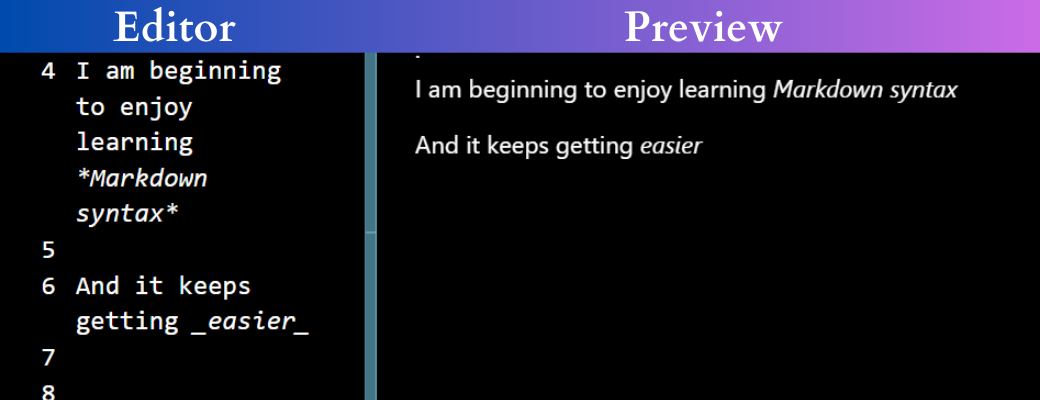 Editor
Preview
4 I am beginning
to enjoy
learning
*Markdown
syntax*
5
6 And it keeps
getting _easier_
7
8
I am beginning to enjoy learning Markdown syntax
And it keeps getting easier